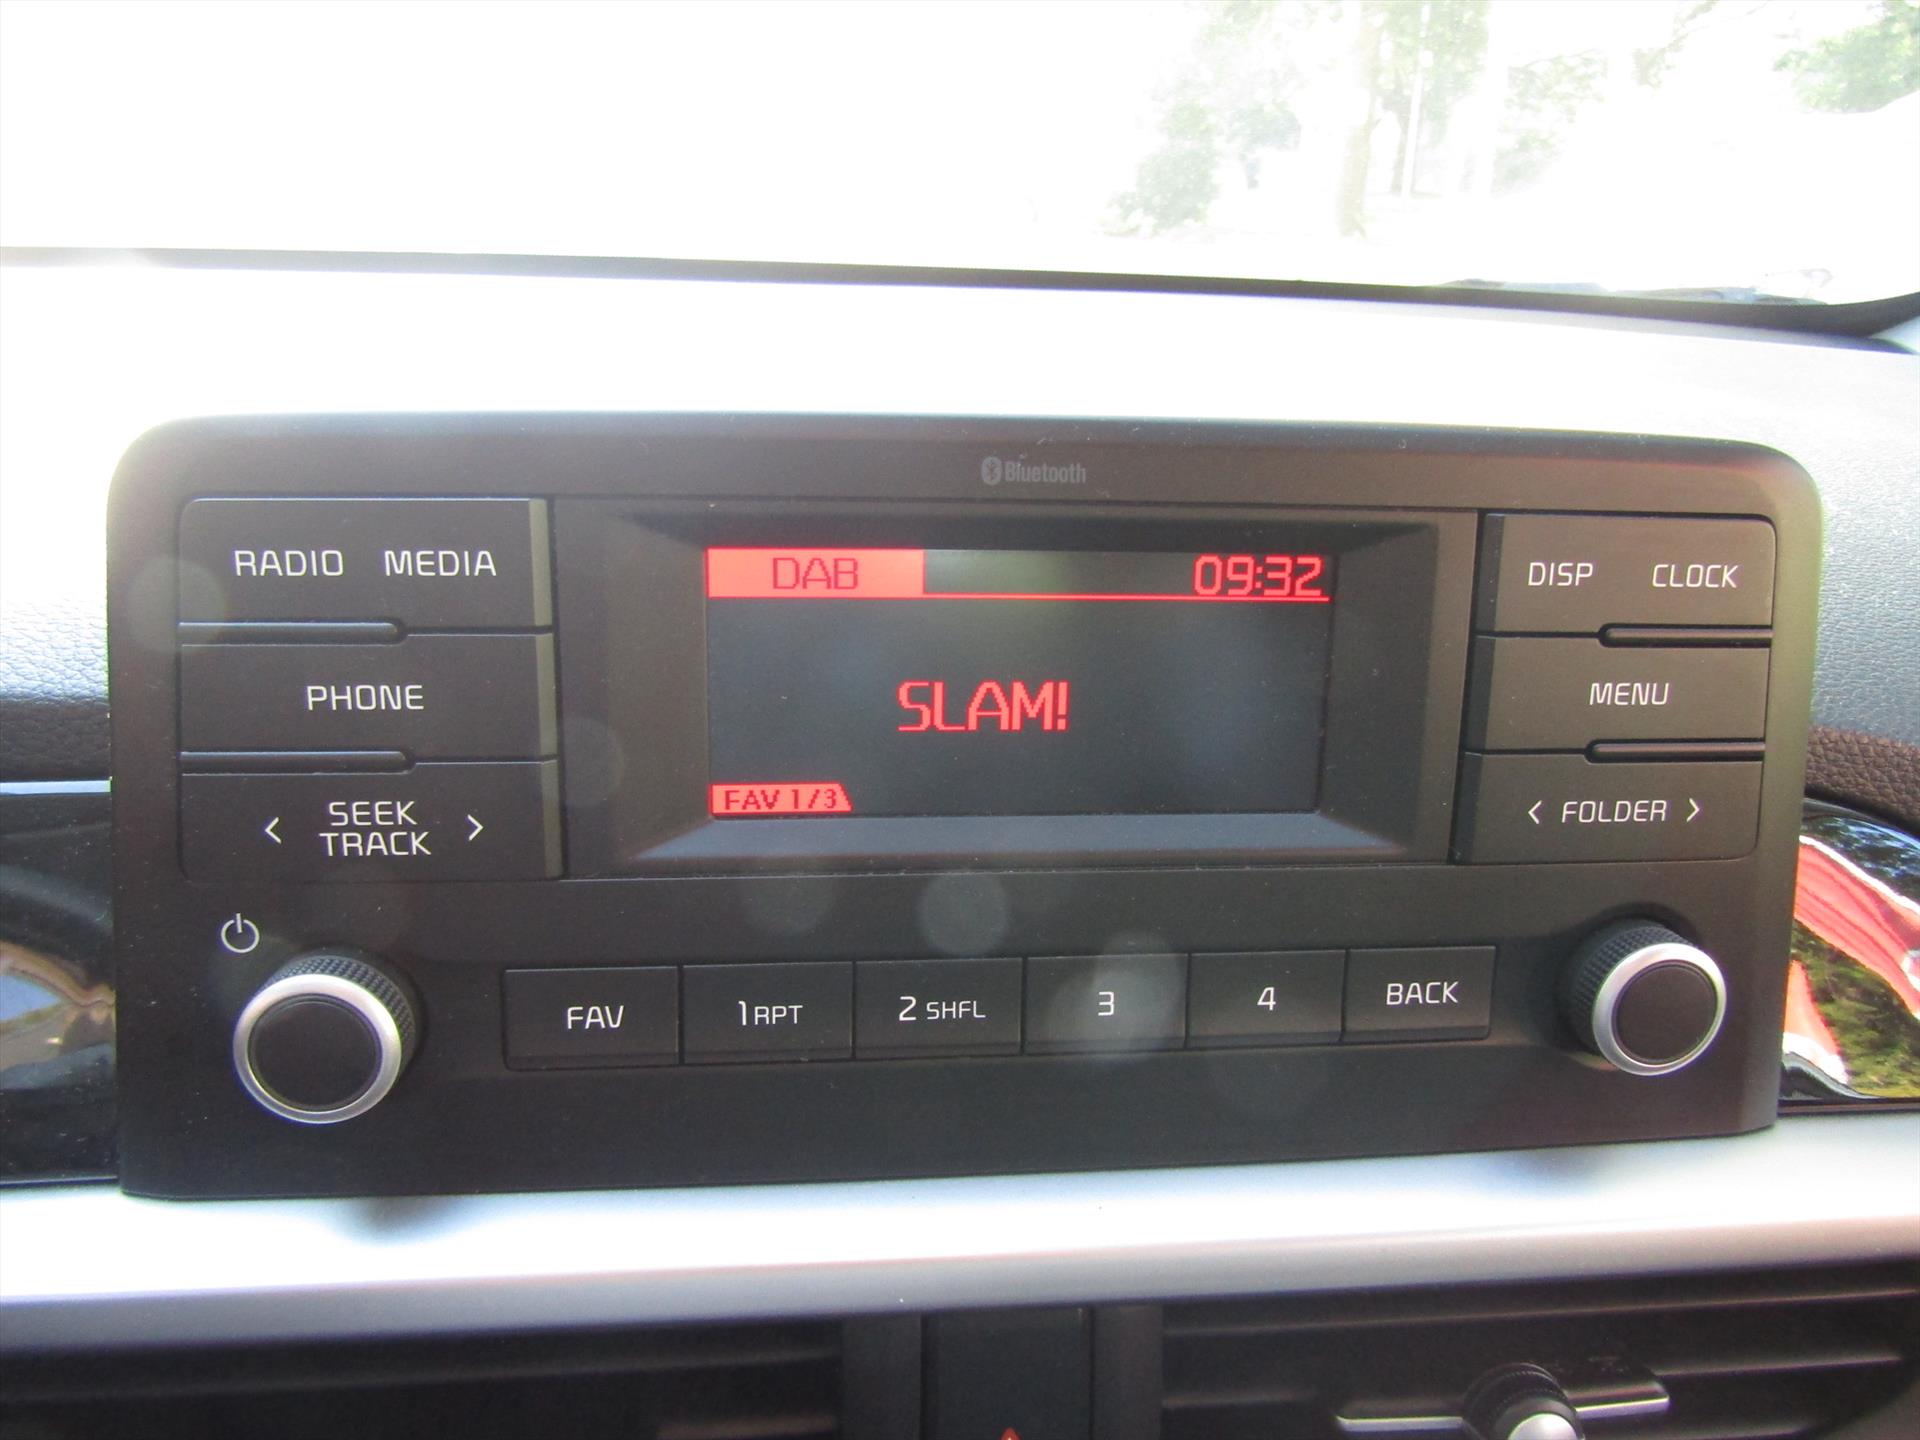 Bluetooth
RADIO MEDIA
PHONE
< SEEK TRACK >
DAB 09:32
SLAM!
FAV 1/3
DISP CLOCK
MENU
< FOLDER >
FAV 1 RPT 2 SHFL 3 4 BACK